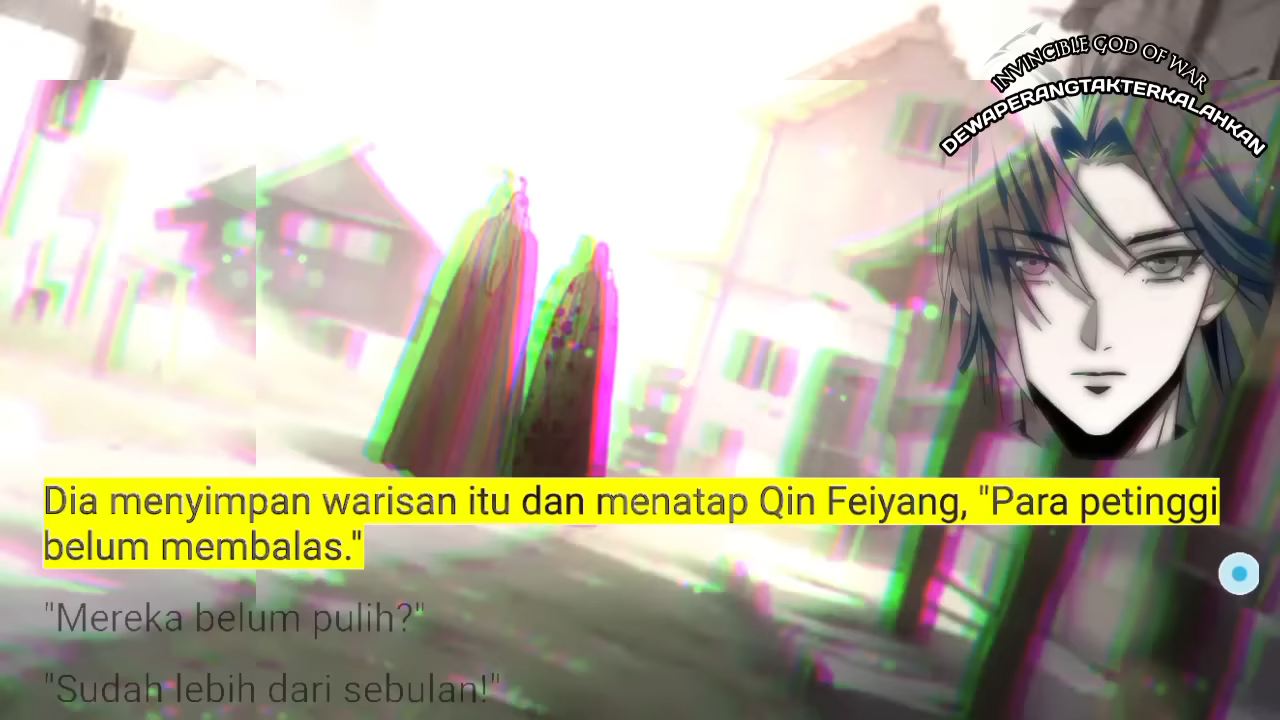 INVINCIBLE GOD OF WAR
DEWAPERANGTAKTERKALAHKAN
Dia menyimpan warisan itu dan menatap Qin Feiyang, "Para petinggi
belum membalas."
"Mereka belum pulih?"
"Sudah lebih dari sebulan!"